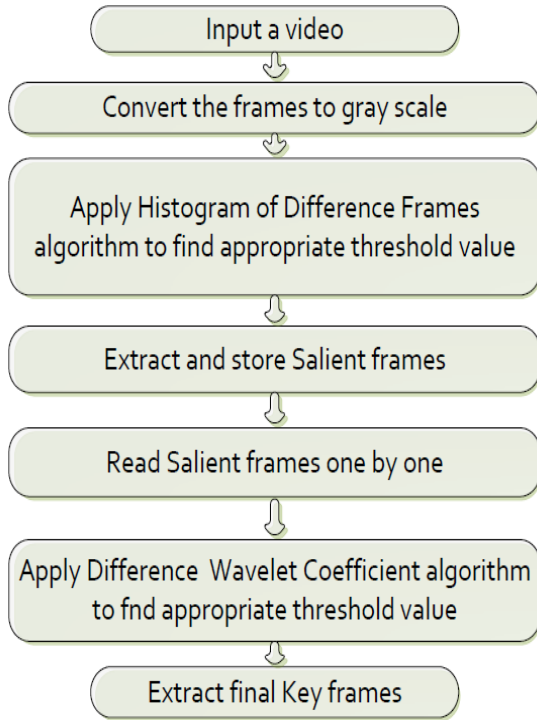 Input a video
Convert the frames to gray scale
Apply Histogram of Difference Frames
algorithm to find appropriate threshold value
Extract and store Salient frames
Read Salient frames one by one
Apply Difference Wavelet Coefficient algorithm
to fnd appropriate threshold value
Extract final Key frames